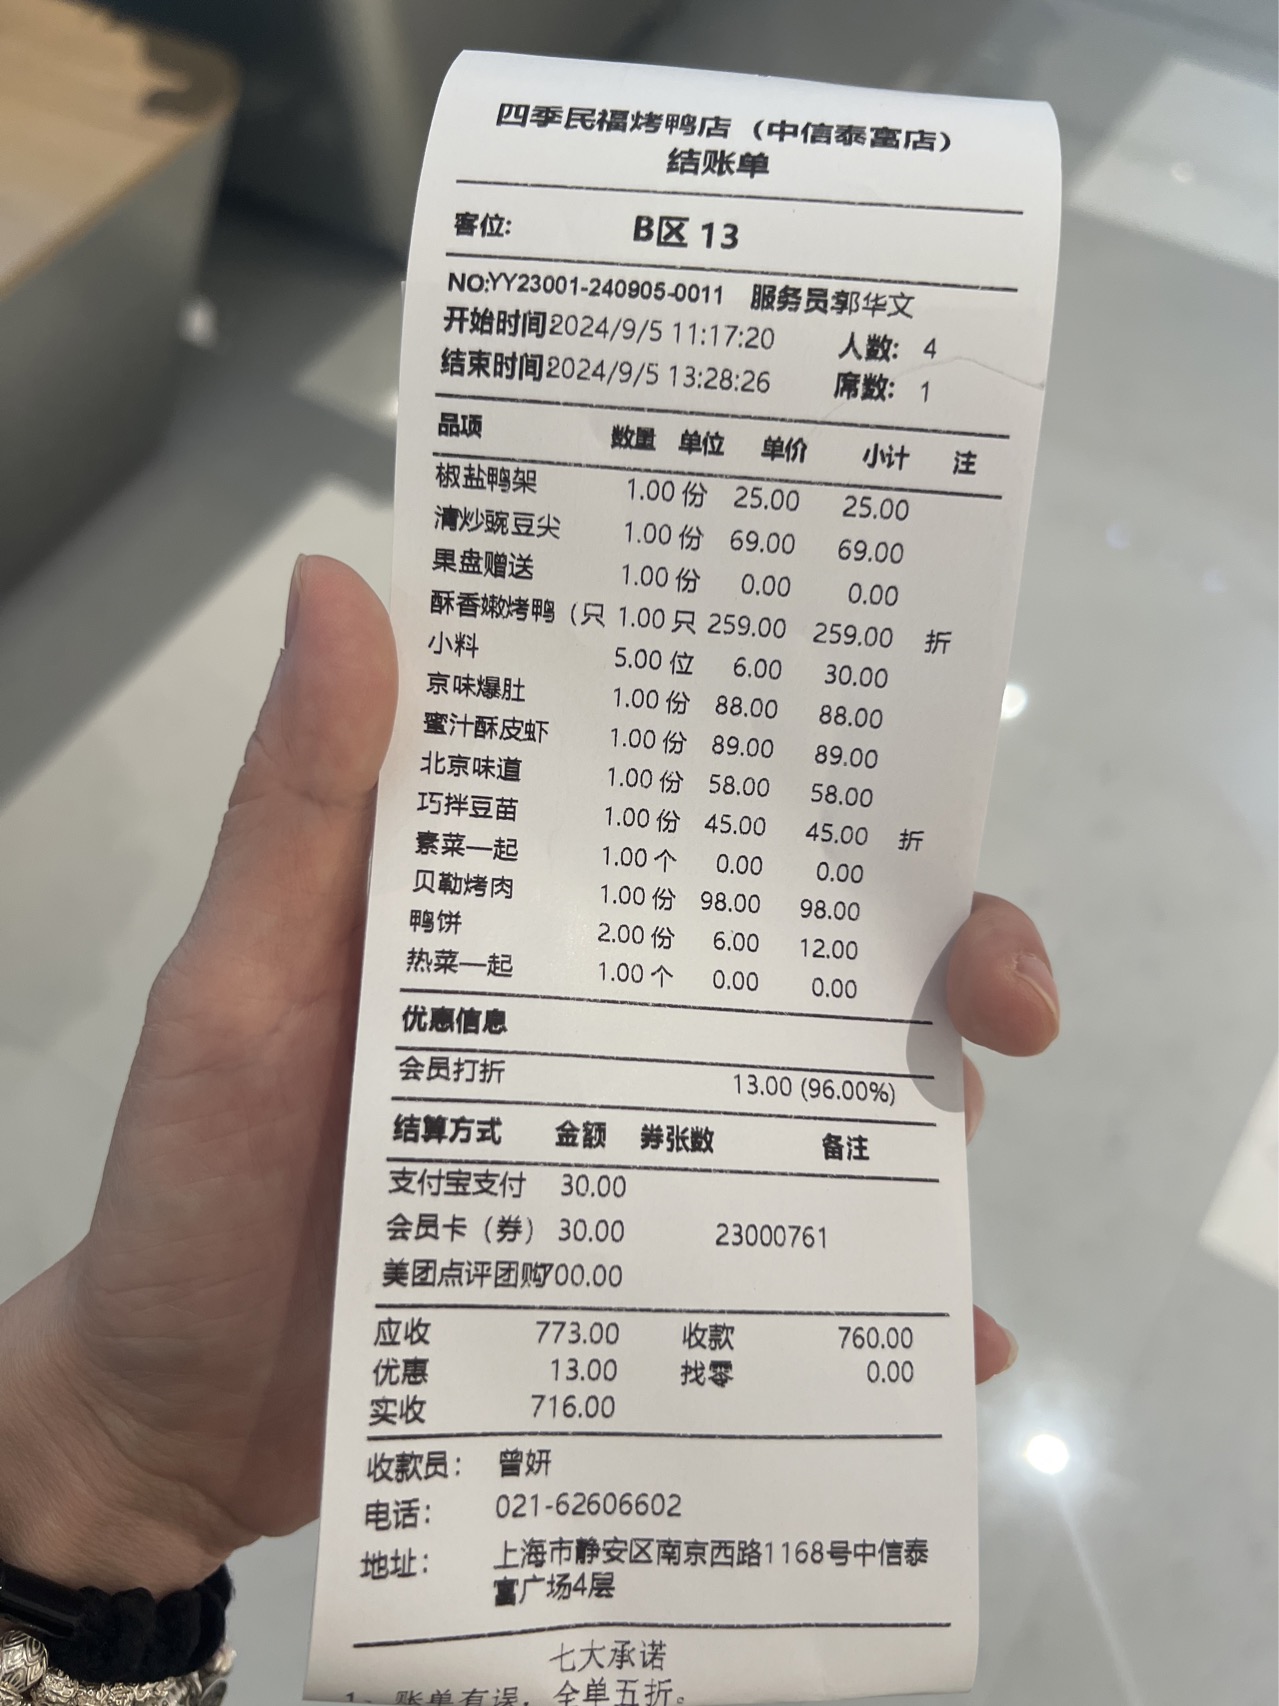 四季民福烤鸭店（中信泰富店）
结账单
客位: B区 13
NO:YY23001-240905-0011 服务员郭华文
开始时间2024/9/5 11:17:20 人数: 4
结束时间2024/9/5 13:28:26 席数: 1
品项 数量 单位 单价 小计 注
椒盐鸭架 1.00 份 25.00 25.00
清炒豌豆尖 1.00 份 69.00 69.00
果盘赠送 1.00 份 0.00 0.00
酥香嫩烤鸭（只 1.00 只 259.00 259.00 折
小料 5.00 位 6.00 30.00
京味爆肚 1.00 份 88.00 88.00
蜜汁酥皮虾 1.00 份 89.00 89.00
北京味道 1.00 份 58.00 58.00
巧拌豆苗 1.00 份 45.00 45.00 折
素菜一起 1.00 个 0.00 0.00
贝勒烤肉 1.00 份 98.00 98.00
鸭饼 2.00 份 6.00 12.00
热菜一起 1.00 个 0.00 0.00
优惠信息
会员打折 13.00 (96.00%)
结算方式 金额 券张数 备注
支付宝支付 30.00
会员卡（券） 30.00 23000761
美团点评团购700.00
应收 773.00 收款 760.00
优惠 13.00 找零 0.00
实收 716.00
收款员: 曾妍
电话: 021-62606602
地址: 上海市静安区南京西路1168号中信泰
富广场4层
七大承诺
1、账单有误，全单五折。